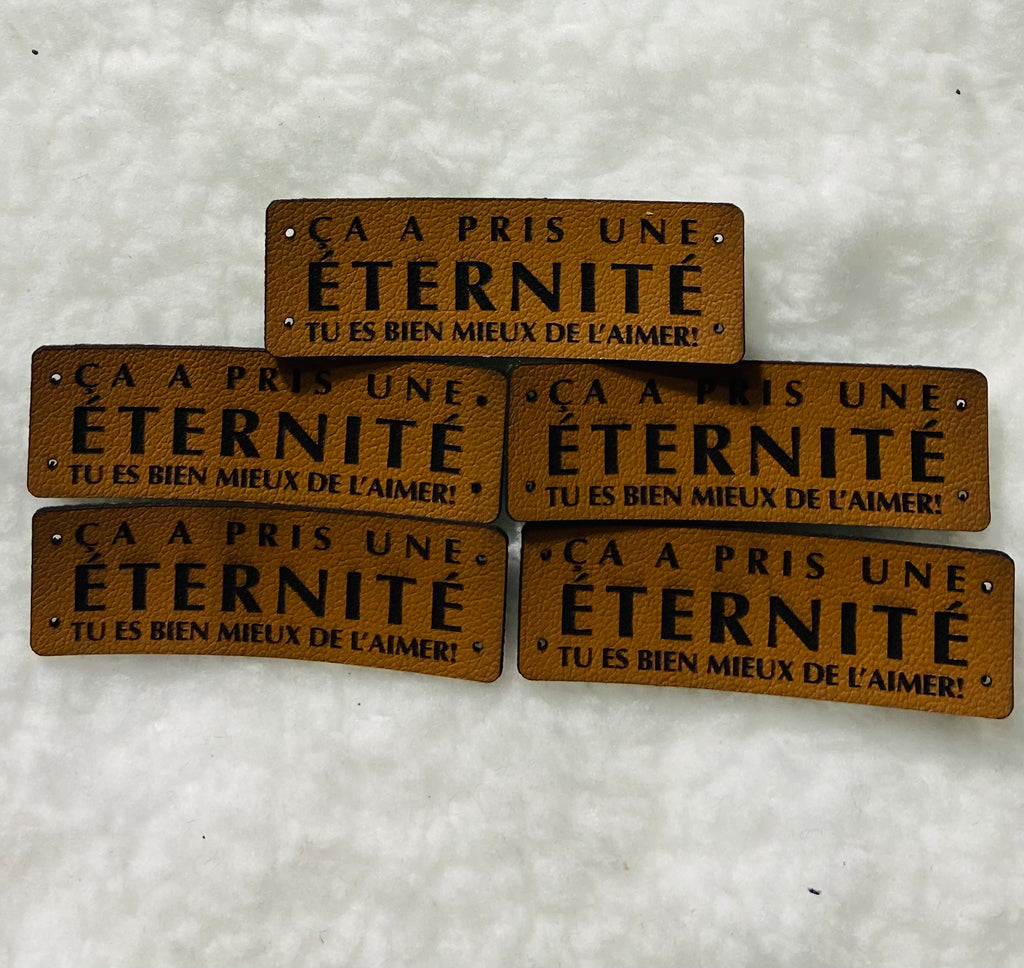 ÇA A PRIS UNE
ÉTERNITÉ
TU ES BIEN MIEUX DE L'AIMER!
ÇA A PRIS UNE
ÉTERNITÉ
TU ES BIEN MIEUX DE L'AIMER!
ÇA A PRIS UNE
ÉTERNITÉ
TU ES BIEN MIEUX DE L'AIMER!
ÇA A PRIS UNE
ÉTERNITÉ
TU ES BIEN MIEUX DE L'AIMER!
ÇA A PRIS UNE
ÉTERNITÉ
TU ES BIEN MIEUX DE L'AIMER!